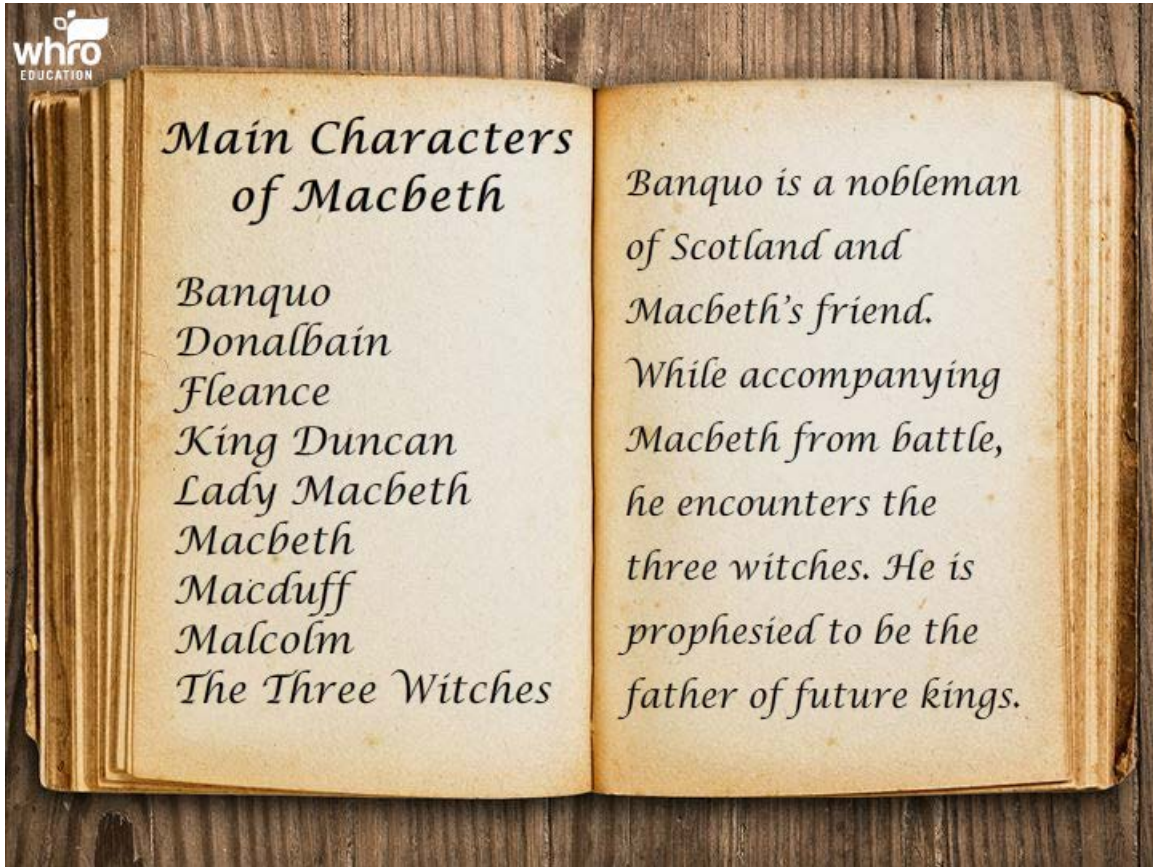 whro
EDUCATION
Main Characters
of Macbeth
Banquo
Donalbain
Fleance
King Duncan
Lady Macbeth
Macbeth
Macduff
Malcolm
The Three Witches
Banquo is a nobleman
of Scotland and
Macbeth's friend.
While accompanying
Macbeth from battle,
he encounters the
three witches. He is
prophesied to be the
father of future kings.